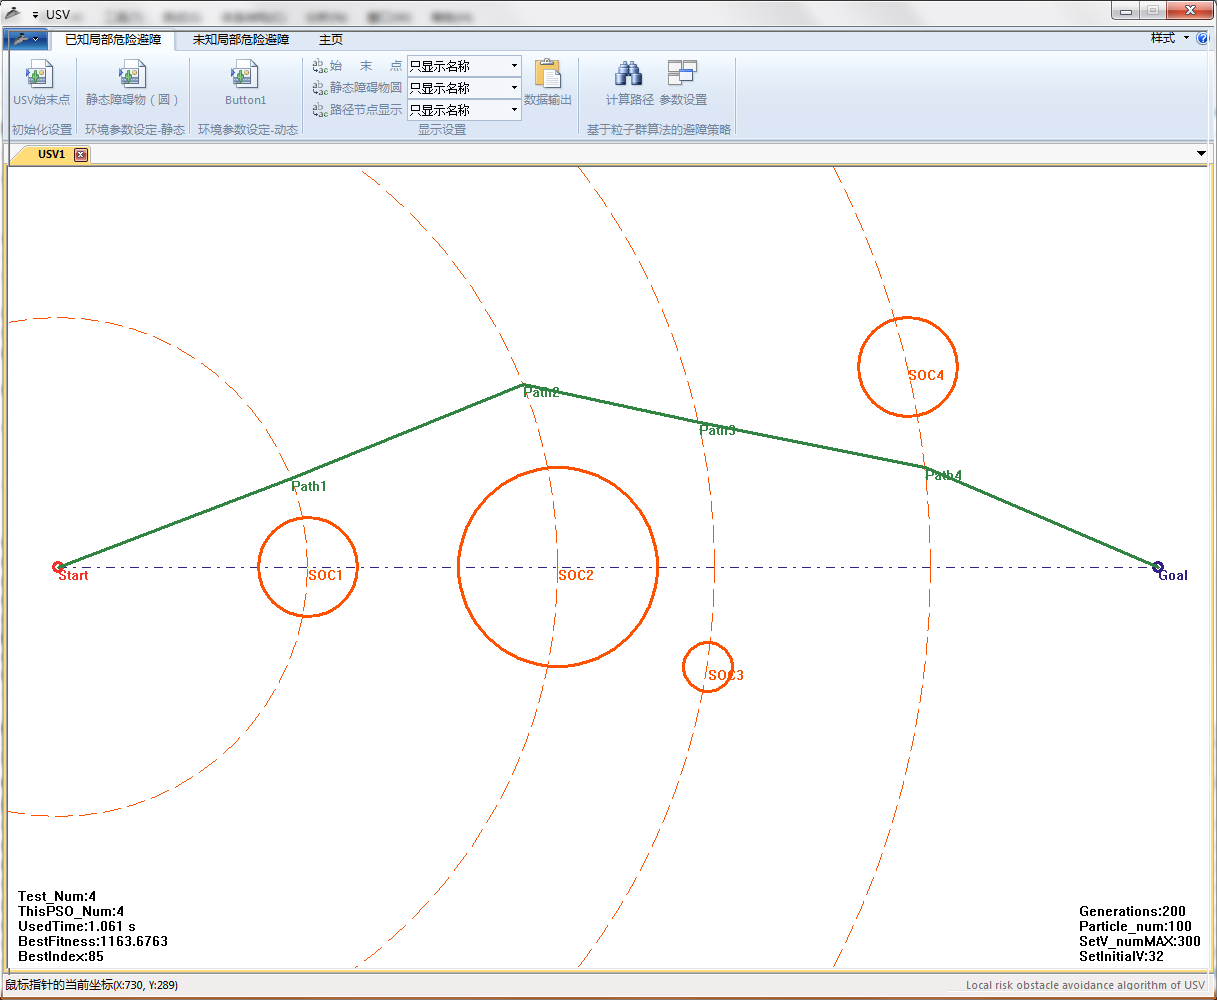 USV
已知局部危险避障 未知局部危险避障 主页 样式
USV始末点 静态障碍物（圆） Button1
始 末 点 只显示名称
静态障碍物圆 只显示名称
路径节点显示 只显示名称
数据输出 计算路径 参数设置
初始化设置 环境参数设定-静态 环境参数设定-动态 显示设置 基于粒子群算法的避障策略
USV1
SOC4
Path2
Path3
Path4
Path1
Start
SOC1
SOC2
Goal
SOC3
Test_Num:4
ThisPSO_Num:4
UsedTime:1.061 s
BestFitness:1163.6763
BestIndex:85
Generations:200
Particle_num:100
SetV_numMAX:300
SetInitialV:32
鼠标指针的当前坐标(X:730, Y:289)
Local risk obstacle avoidance algorithm of USV